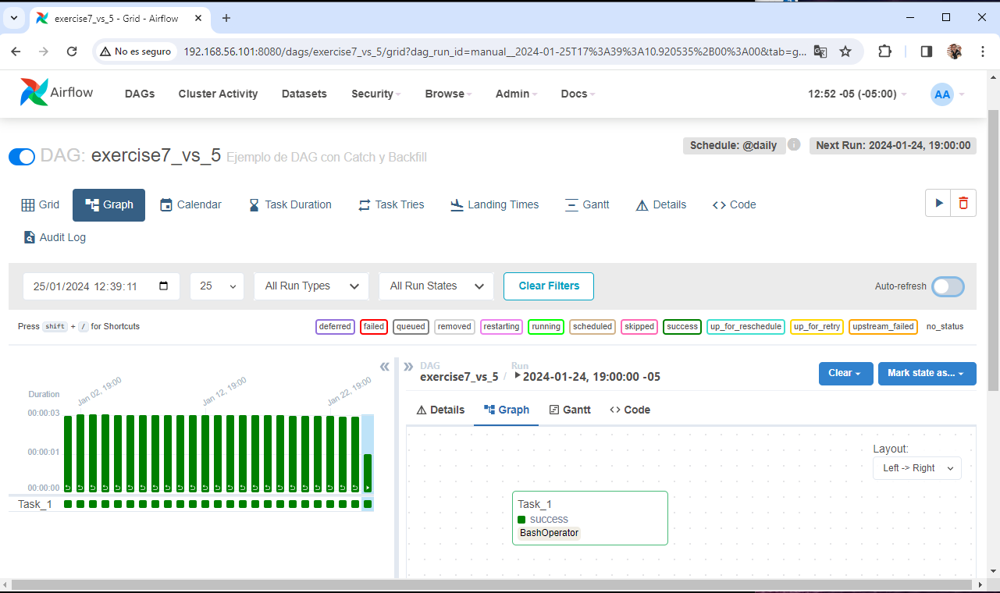 exercise7_vs_5 - Grid - Airflow
No es seguro
192.168.56.101:8080/dags/exercise7_vs_5/grid?dag_run_id=manual__2024-01-25T17%3A39%3A10.920535%2B00%3A00&tab=g...
Airflow
DAGs Cluster Activity Datasets Security Browse Admin Docs
12:52 -05 (-05:00)
AA
DAG: exercise7_vs_5 Ejemplo de DAG con Catch y Backfill
Schedule: @daily
i
Next Run: 2024-01-24, 19:00:00
Grid Graph Calendar Task Duration Task Tries Landing Times Gantt Details Code
Audit Log
25/01/2024 12:39:11
25
All Run Types
All Run States
Clear Filters
Auto-refresh
Press shift + / for Shortcuts
deferred failed queued removed restarting running scheduled skipped success up_for_reschedule up_for_retry upstream_failed no_status
Duration
Jan 02, 19:00
Jan 12, 19:00
Jan 22, 19:00
00:00:03
00:00:01
00:00:00
Task_1
DAG
exercise7_vs_5 /
Run
2024-01-24, 19:00:00 -05
Clear
Mark state as...
Details Graph Gantt Code
Layout:
Left -> Right
Task_1
success
BashOperator